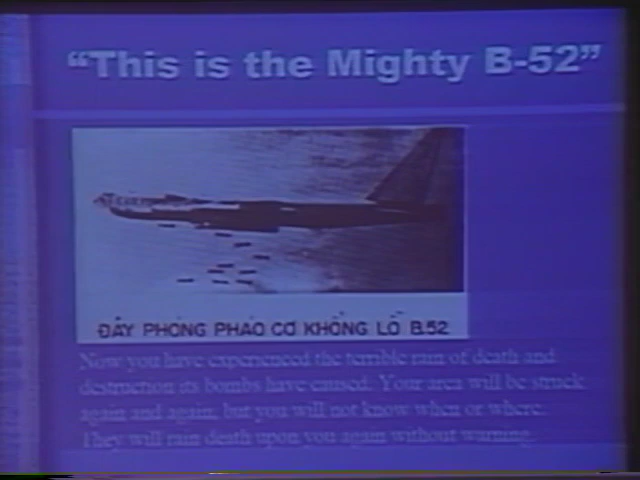 “This is the Mighty B-52”
ĐÂY PHÓNG PHÁO CƠ KHỔNG LỒ B.52
Now you have experienced the terrible rain of death and
destruction its bombs have caused. Your area will be struck
again and again, but you will not know when or where.
They will rain death upon you again without warning.